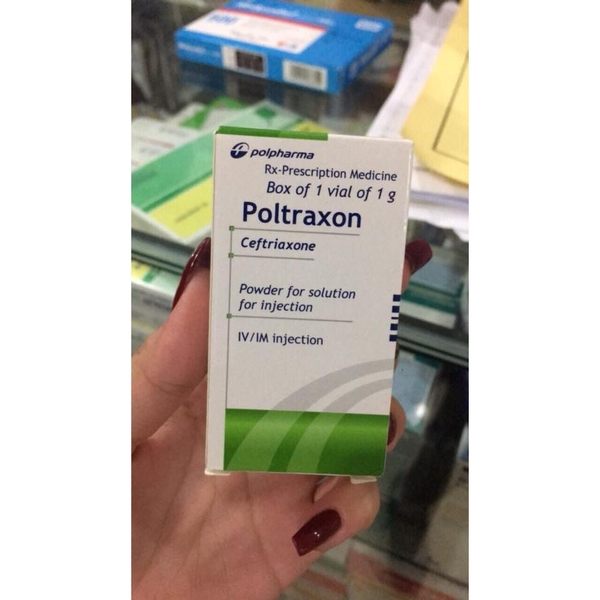 polpharma
Rx-Prescription Medicine
Box of 1 vial of 1 g
Poltraxon
Ceftriaxone
Powder for solution
for injection
IV/IM injection